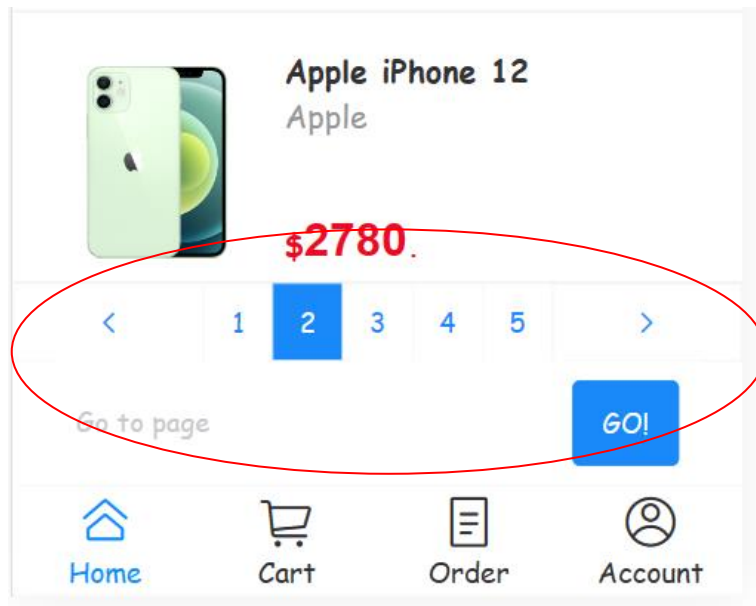 Apple iPhone 12
Apple
$2780.
< 1 2 3 4 5 >
Go to page GO!
Home Cart Order Account